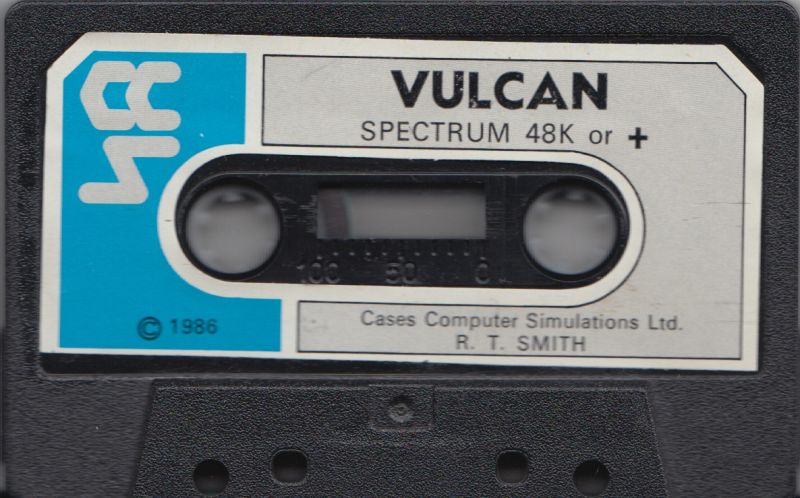 VULCAN
SPECTRUM 48K or +
100 50 0
© 1986
Cases Computer Simulations Ltd.
R. T. SMITH